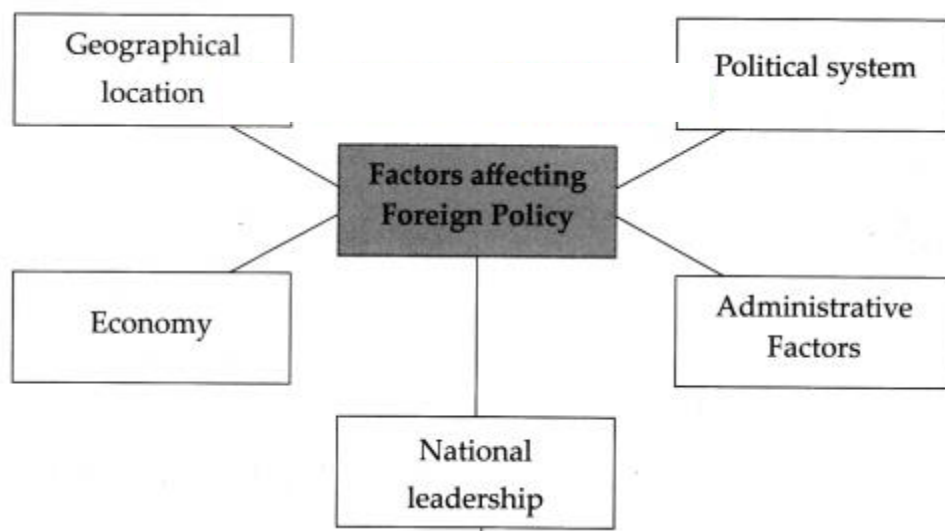 Geographical
location
Political system
Factors affecting
Foreign Policy
Economy
Administrative
Factors
National
leadership